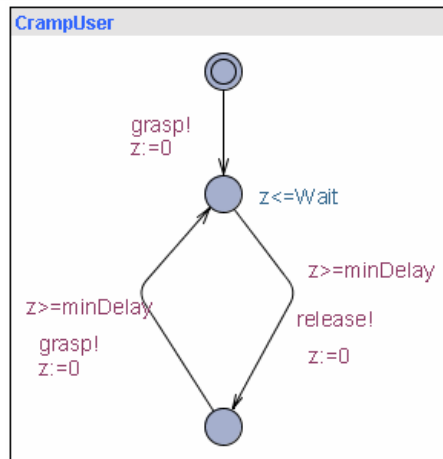 CrampUser
grasp!
z:=0
z<=Wait
z>=minDelay
release!
z:=0
z>=minDelay
grasp!
z:=0